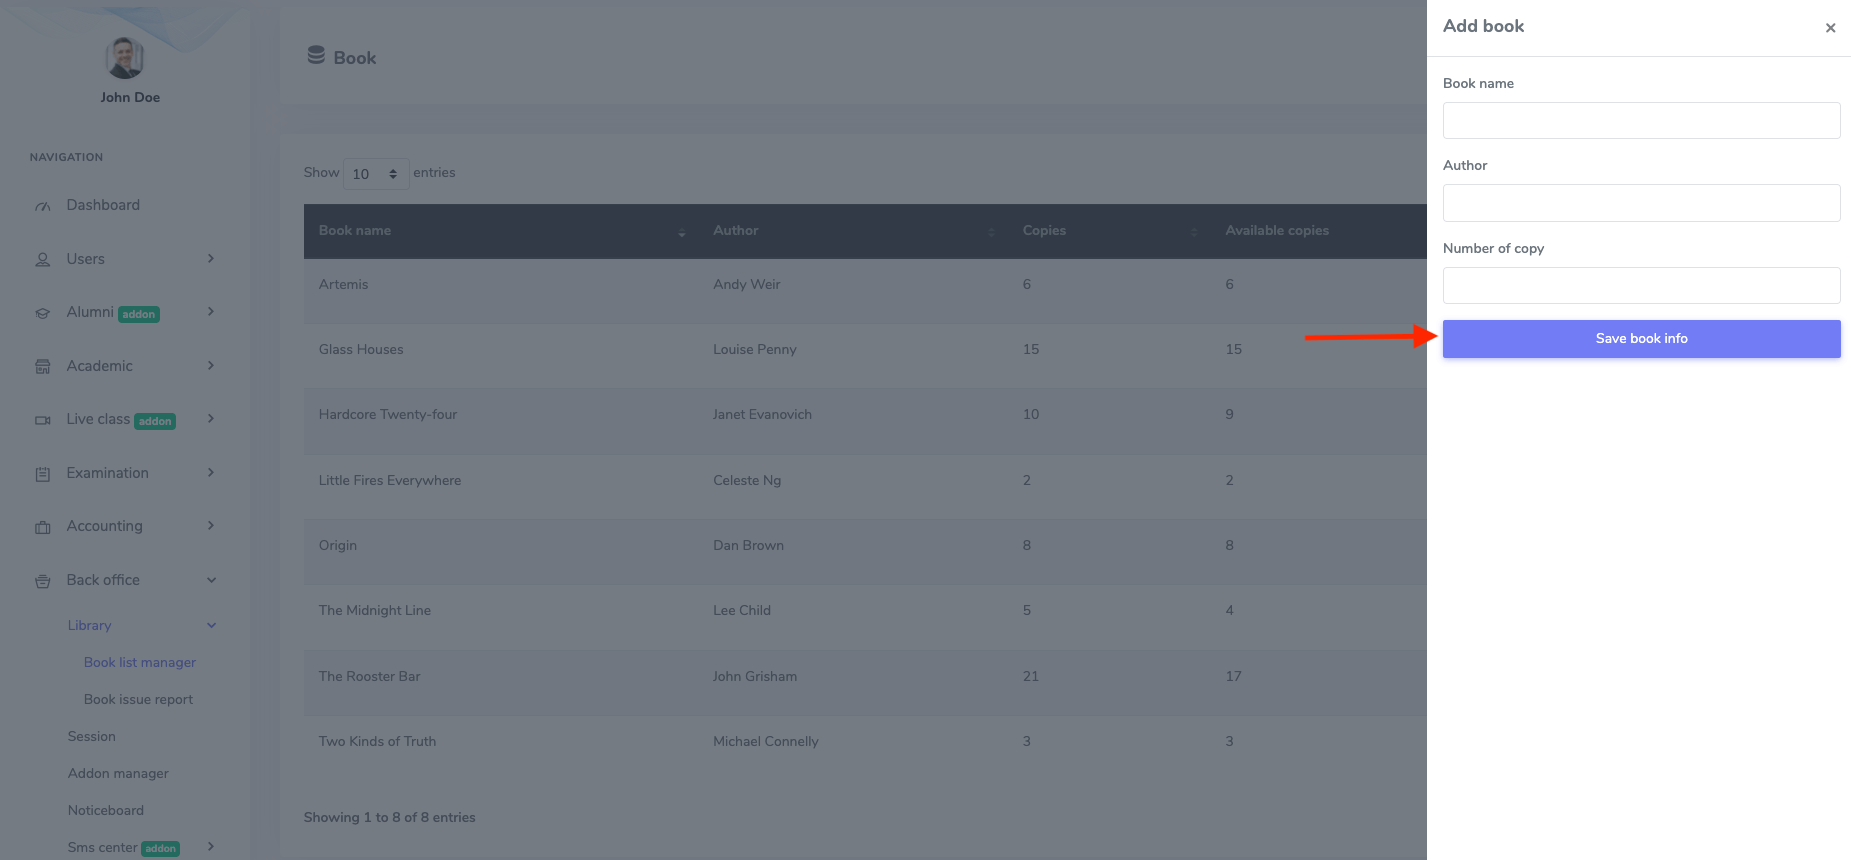 John Doe
NAVIGATION
Dashboard
Users
Alumni addon
Academic
Live class addon
Examination
Accounting
Back office
Library
Book list manager
Book issue report
Session
Addon manager
Noticeboard
Sms center addon
Book
Show 10 entries
Book name Author Copies Available copies
Artemis Andy Weir 6 6
Glass Houses Louise Penny 15 15
Hardcore Twenty-four Janet Evanovich 10 9
Little Fires Everywhere Celeste Ng 2 2
Origin Dan Brown 8 8
The Midnight Line Lee Child 5 4
The Rooster Bar John Grisham 21 17
Two Kinds of Truth Michael Connelly 3 3
Showing 1 to 8 of 8 entries
Add book ×
Book name
Author
Number of copy
Save book info